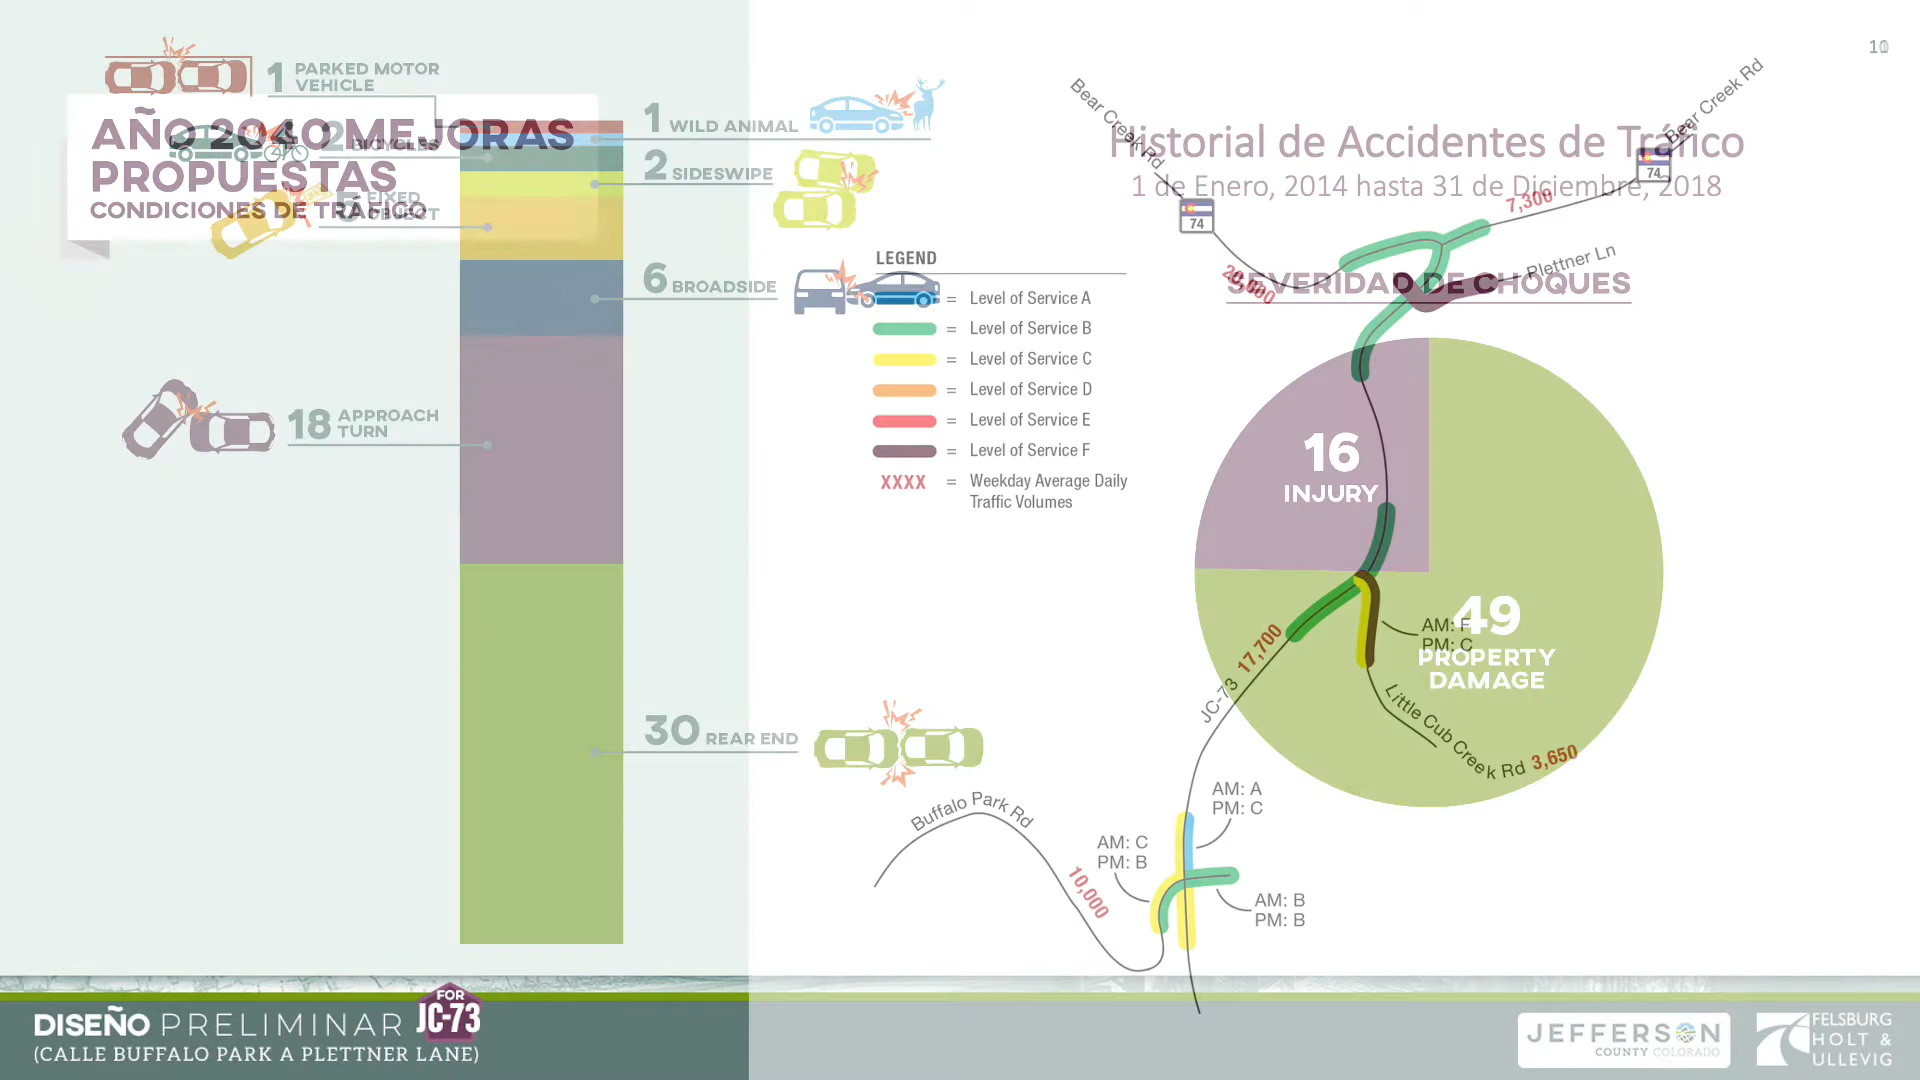 1 PARKED MOTOR
VEHICLE
AÑO 2040 MEJORAS
PROPUESTAS
CONDICIONES DE TRÁFICO
2 BICYCLES
5 FIXED
OBJECT
18 APPROACH
TURN
1 WILD ANIMAL
2 SIDESWIPE
6 BROADSIDE
30 REAR END
LEGEND
= Level of Service A
= Level of Service B
= Level of Service C
= Level of Service D
= Level of Service E
= Level of Service F
XXXX = Weekday Average Daily
Traffic Volumes
Historial de Accidentes de Tráfico
1 de Enero, 2014 hasta 31 de Diciembre, 2018
SEVERIDAD DE CHOQUES
Bear Creek Rd
Bear Creek Rd
74
74
7,300
Plettner Ln
16
INJURY
49
PROPERTY
DAMAGE
AM: F
PM: C
17,700
JC-73
Little Cub Creek Rd 3,650
AM: A
PM: C
Buffalo Park Rd
AM: C
PM: B
10,000
AM: B
PM: B
DISEÑO PRELIMINAR FOR JC-73
(CALLE BUFFALO PARK A PLETTNER LANE)
JEFFERSON
COUNTY COLORADO
FELSBURG
HOLT &
ULLEVIG